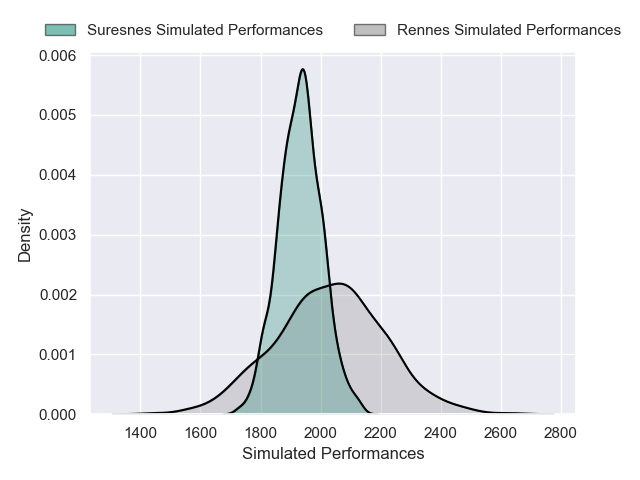 Suresnes Simulated Performances
Rennes Simulated Performances
0.006
0.005
0.004
0.003
0.002
0.001
0.000
Density
1400 1600 1800 2000 2200 2400 2600 2800
Simulated Performances